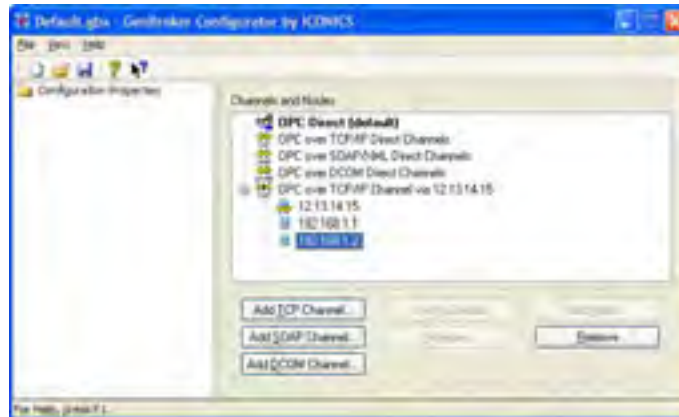 Default.gbx - GenBroker Configurator by ICONICS
File View Help
Configuration Properties
Channels and Nodes
OPC Direct (default)
OPC over TCP/IP Direct Channels
OPC over SOAP/XML Direct Channels
OPC over DCOM Direct Channels
OPC over TCP/IP Channel via 12.13.14.15
12.13.14.15
192.168.1.1
192.168.1.2
Add TCP Channel...
Add SOAP Channel...
Remove
Add DCOM Channel...
For Help, press F1